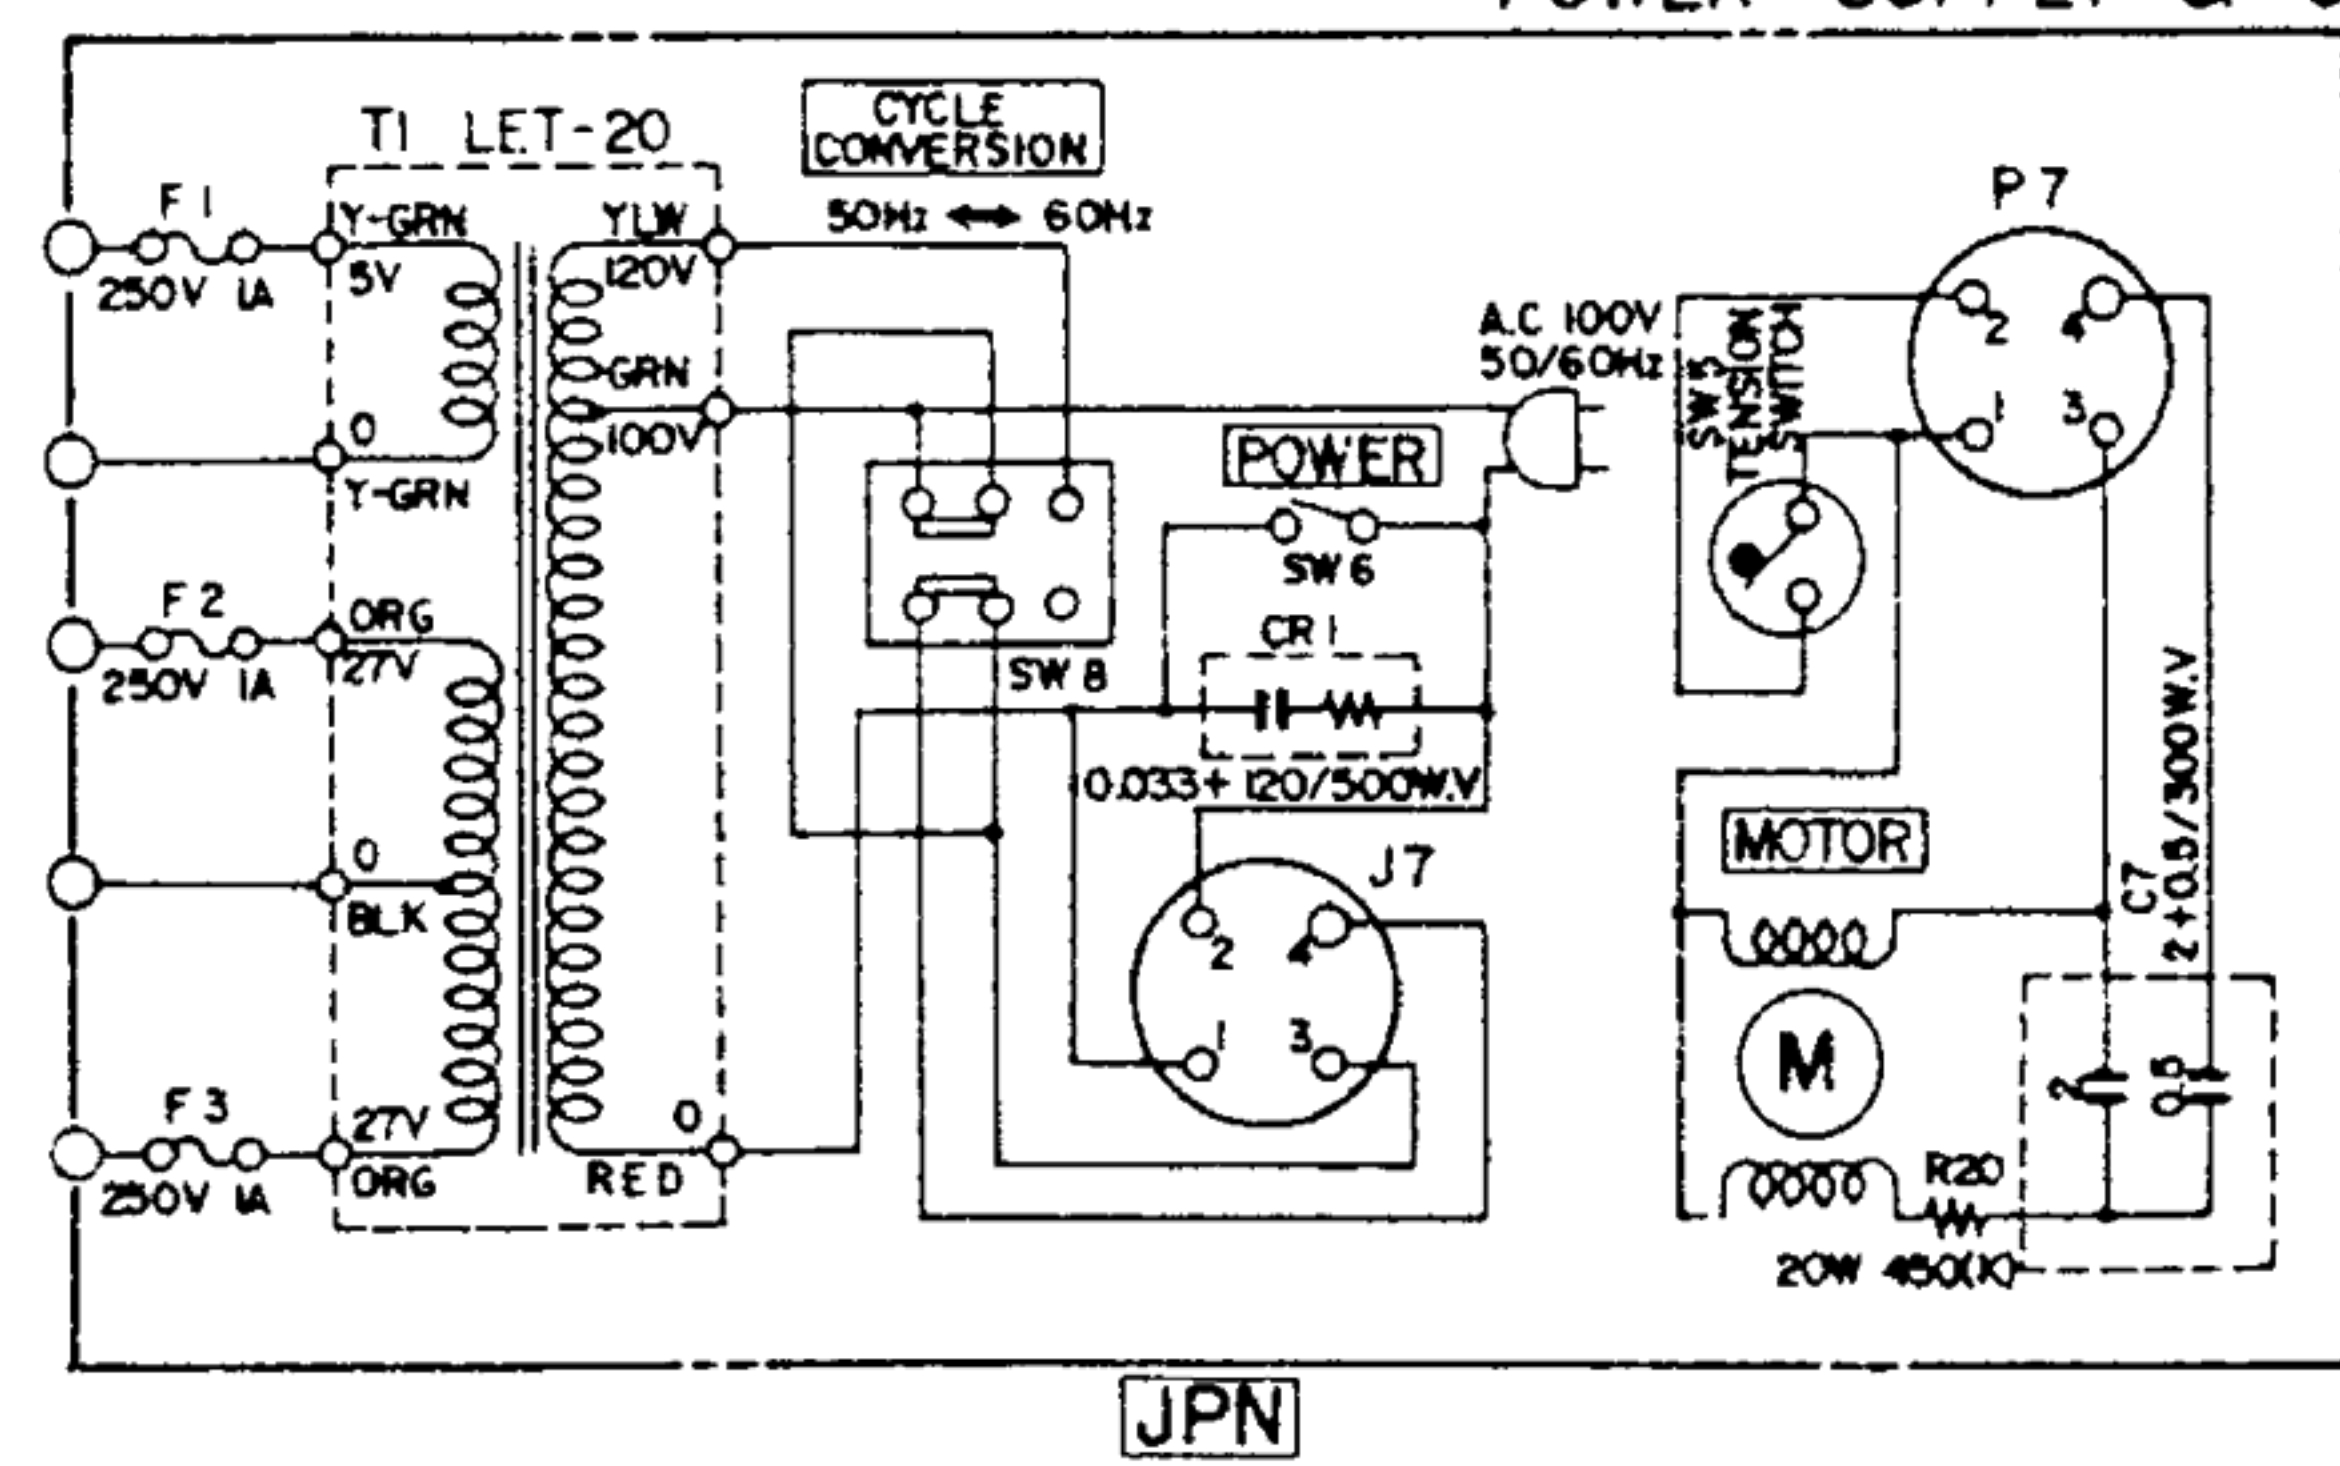 T1 LET-20
CYCLE
CONVERSION
50Hz 60Hz
F1
250V 1A
Y-GRN
5V
0
Y-GRN
YLW
120V
GRN
100V
F2
250V 1A
ORG
27V
0
BLK
F3
250V 1A
27V
ORG
0
RED
SW8
A.C 100V
50/60Hz
POWER
SW6
CR1
0.033+120/500W.V
J7
2
4
1
3
P7
2
4
1
3
SW5
TENSION
SWITCH
MOTOR
M
C7
2+0.5/300W.V
2
0.5
R20
20W
JPN